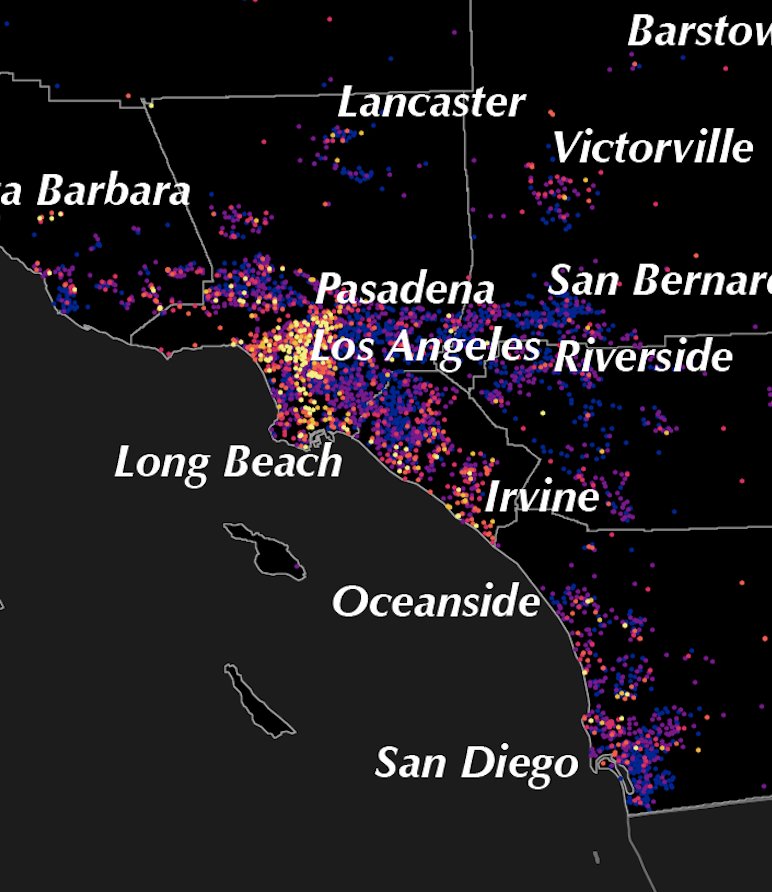 Barstow
Lancaster
Victorville
a Barbara
San Bernard
Pasadena
Los Angeles
Riverside
Long Beach
Irvine
Oceanside
San Diego